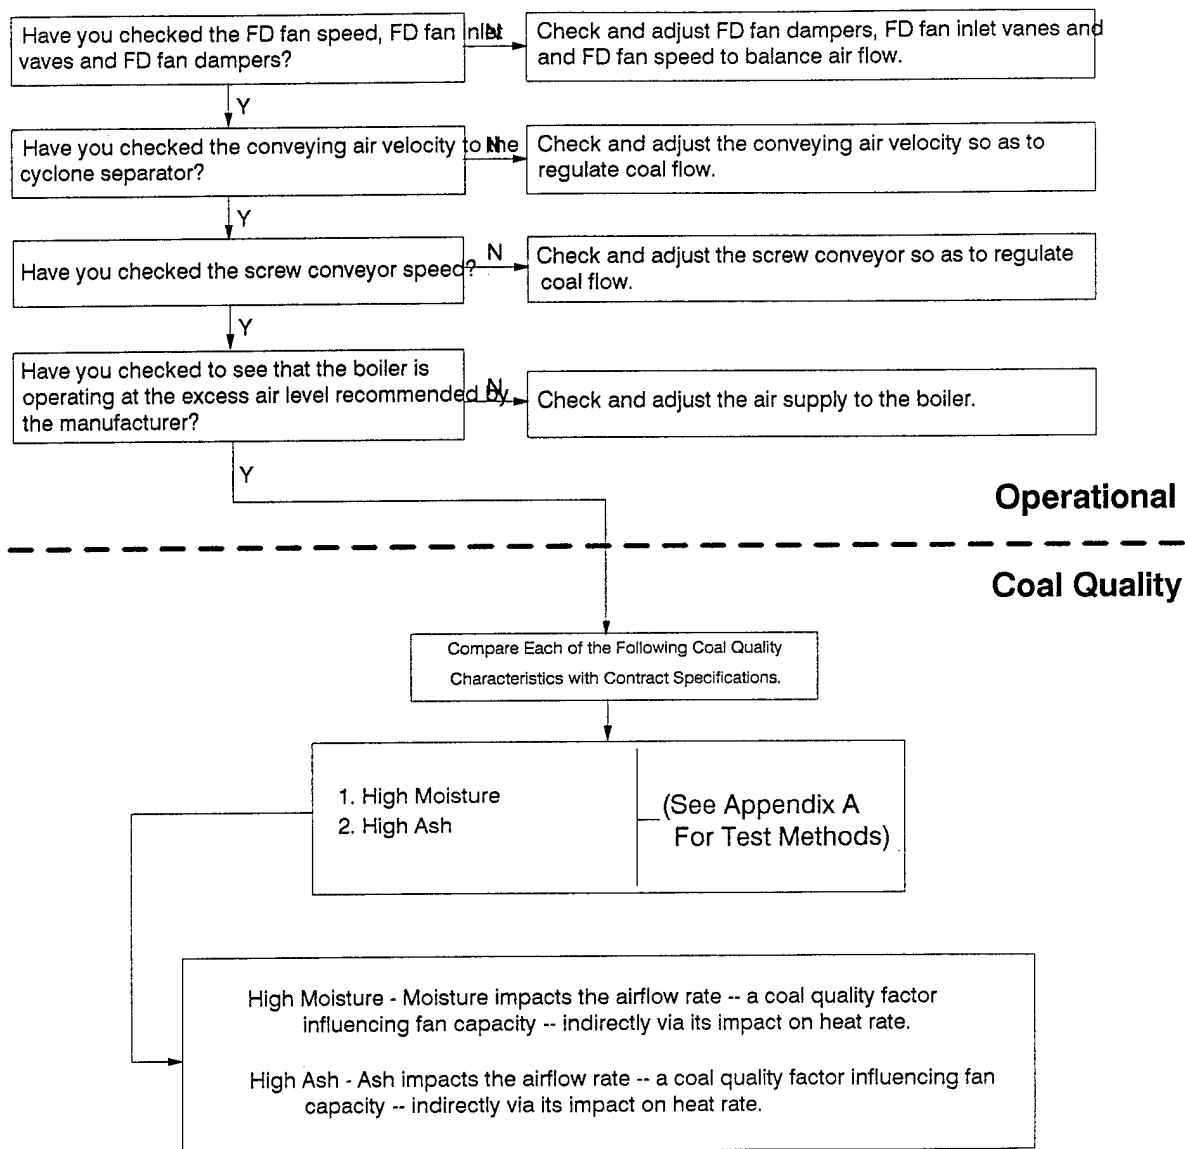 Have you checked the FD fan speed, FD fan inlet
vaves and FD fan dampers?
N
Check and adjust FD fan dampers, FD fan inlet vanes and
and FD fan speed to balance air flow.
Y
Have you checked the conveying air velocity to the
cyclone separator?
N
Check and adjust the conveying air velocity so as to
regulate coal flow.
Y
Have you checked the screw conveyor speed?
N
Check and adjust the screw conveyor so as to regulate
coal flow.
Y
Have you checked to see that the boiler is
operating at the excess air level recommended by
the manufacturer?
N
Check and adjust the air supply to the boiler.
Y
Operational
Coal Quality
Compare Each of the Following Coal Quality
Characteristics with Contract Specifications.
1. High Moisture
2. High Ash
(See Appendix A
For Test Methods)
High Moisture - Moisture impacts the airflow rate -- a coal quality factor
influencing fan capacity -- indirectly via its impact on heat rate.
High Ash - Ash impacts the airflow rate -- a coal quality factor influencing fan
capacity -- indirectly via its impact on heat rate.